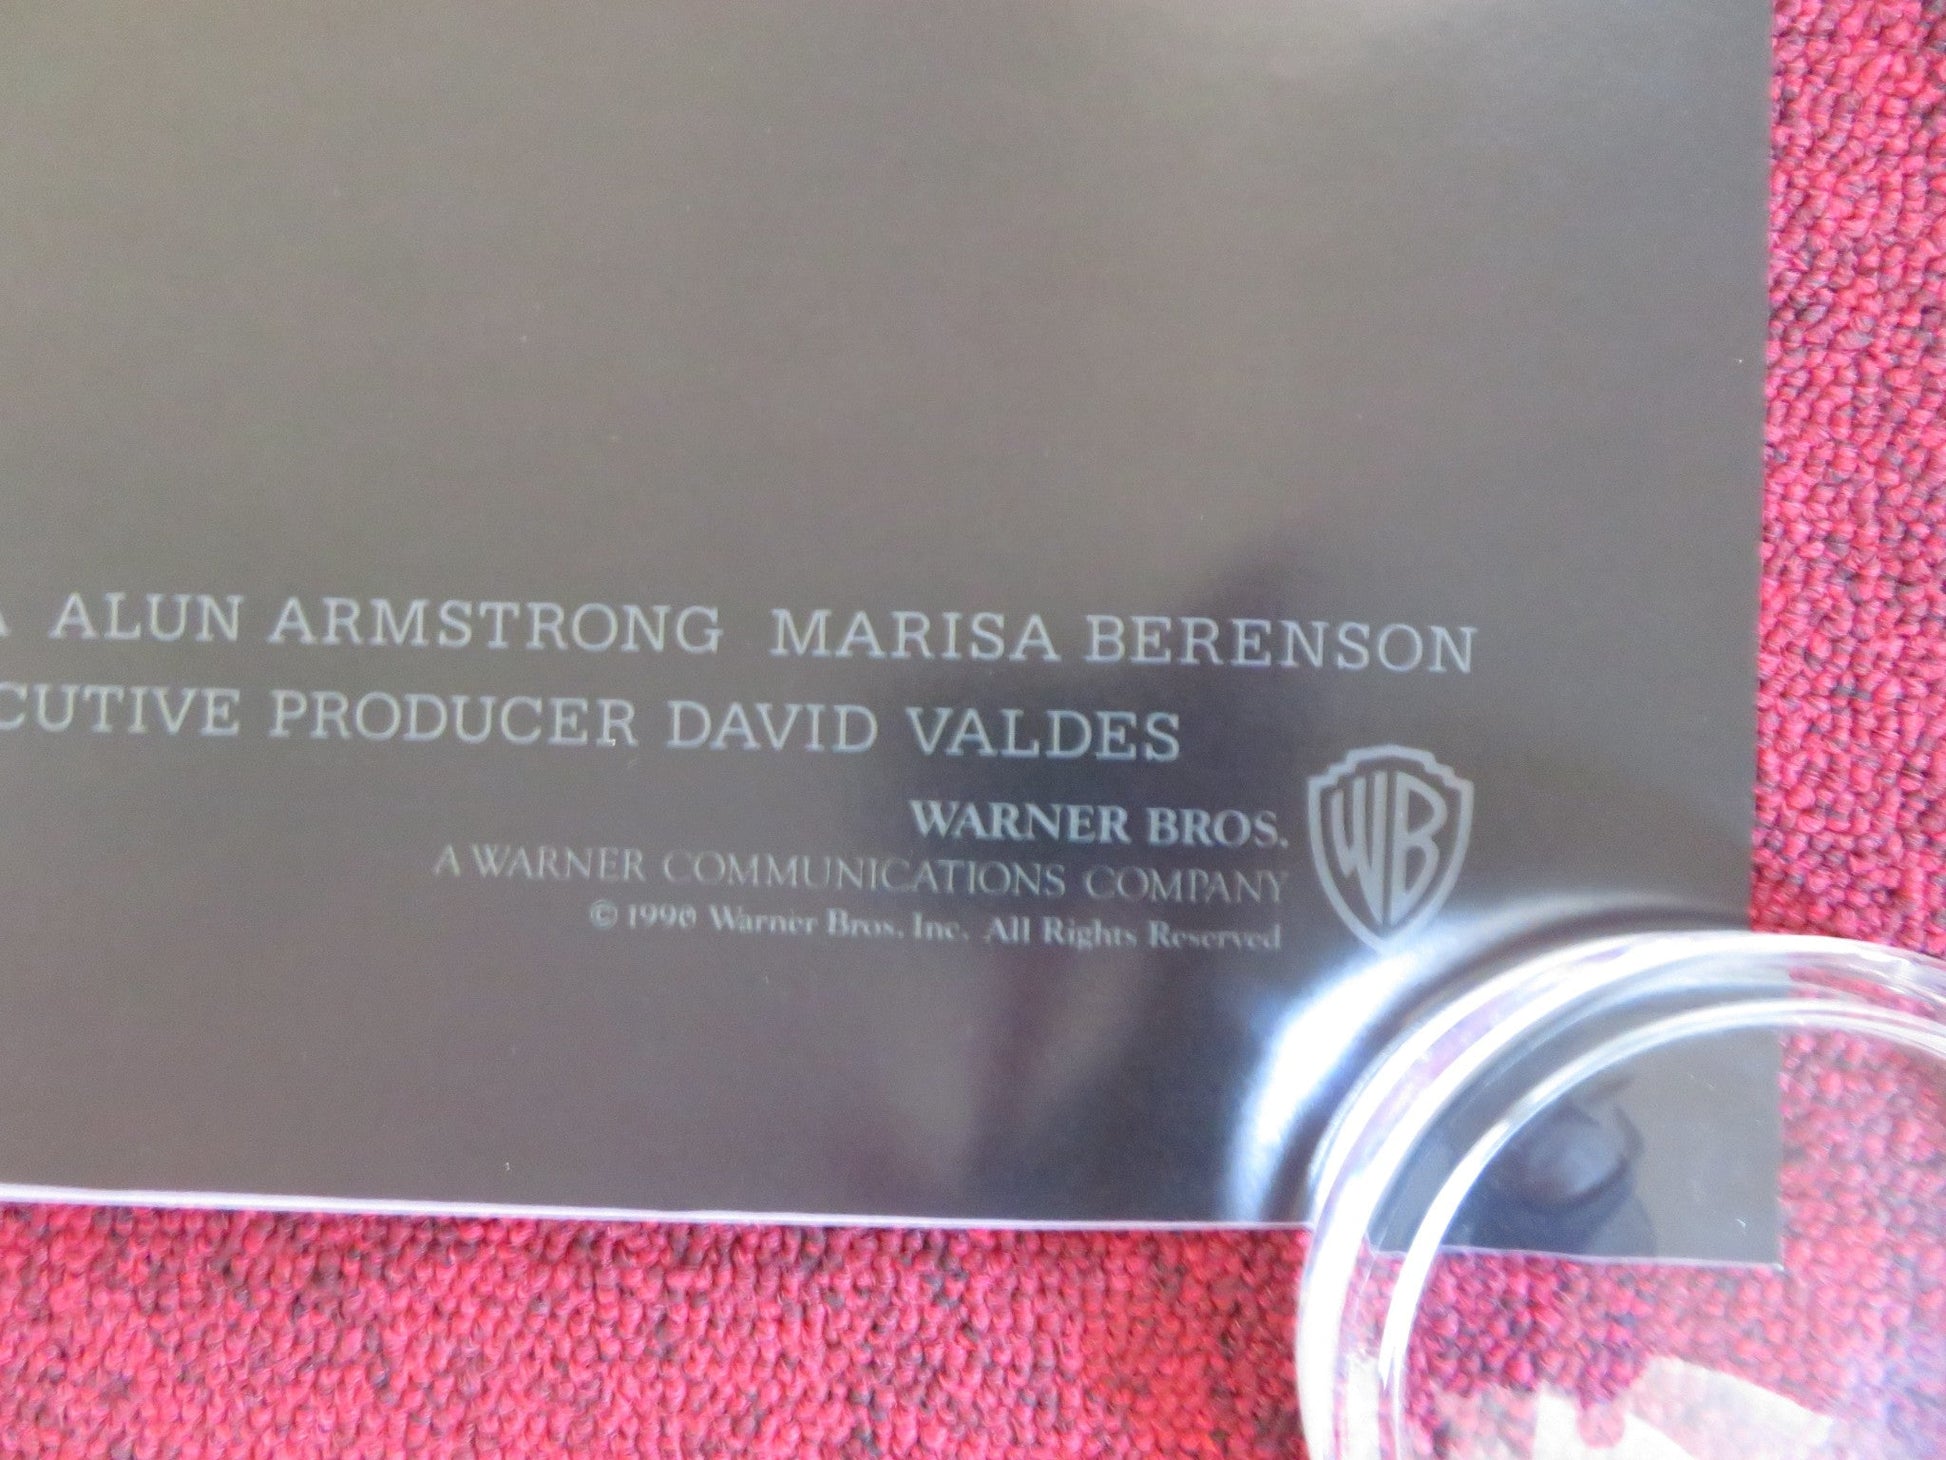 ALUN ARMSTRONG MARISA BERENSON
CUTIVE PRODUCER DAVID VALDES
WARNER BROS.
A WARNER COMMUNICATIONS COMPANY
© 1990 Warner Bros. Inc. All Rights Reserved
WB